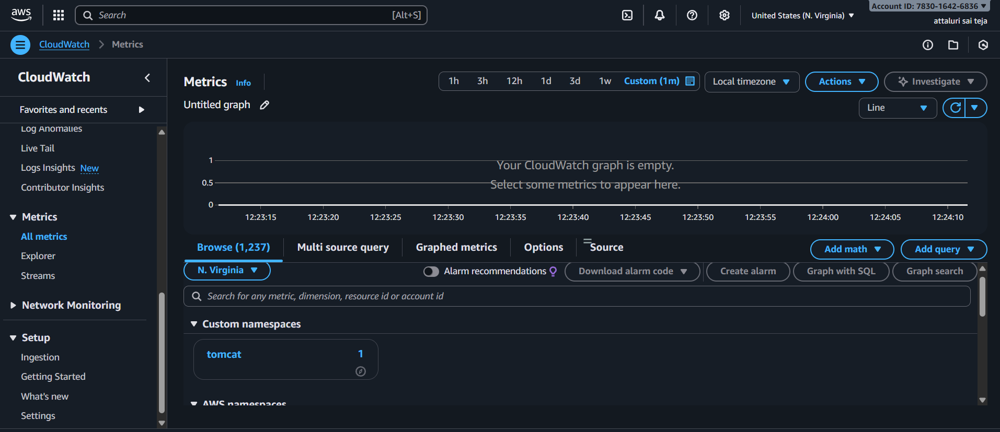 aws
Search [Alt+S]
United States (N. Virginia)
Account ID: 7830-1642-6836
attaluri sai teja
CloudWatch
Metrics
CloudWatch
Favorites and recents
Log Anomalies
Live Tail
Logs Insights New
Contributor Insights
Metrics
All metrics
Explorer
Streams
Network Monitoring
Setup
Ingestion
Getting Started
What's new
Settings
Metrics Info
1h 3h 12h 1d 3d 1w Custom (1m)
Local timezone
Actions
Investigate
Untitled graph
Line
1
0.5
0
Your CloudWatch graph is empty.
Select some metrics to appear here.
12:23:15 12:23:20 12:23:25 12:23:30 12:23:35 12:23:40 12:23:45 12:23:50 12:23:55 12:24:00 12:24:05 12:24:10
Browse (1,237) Multi source query Graphed metrics Options Source
Add math Add query
N. Virginia
Alarm recommendations
Download alarm code
Create alarm
Graph with SQL
Graph search
Search for any metric, dimension, resource id or account id
Custom namespaces
tomcat 1
AWS namespaces